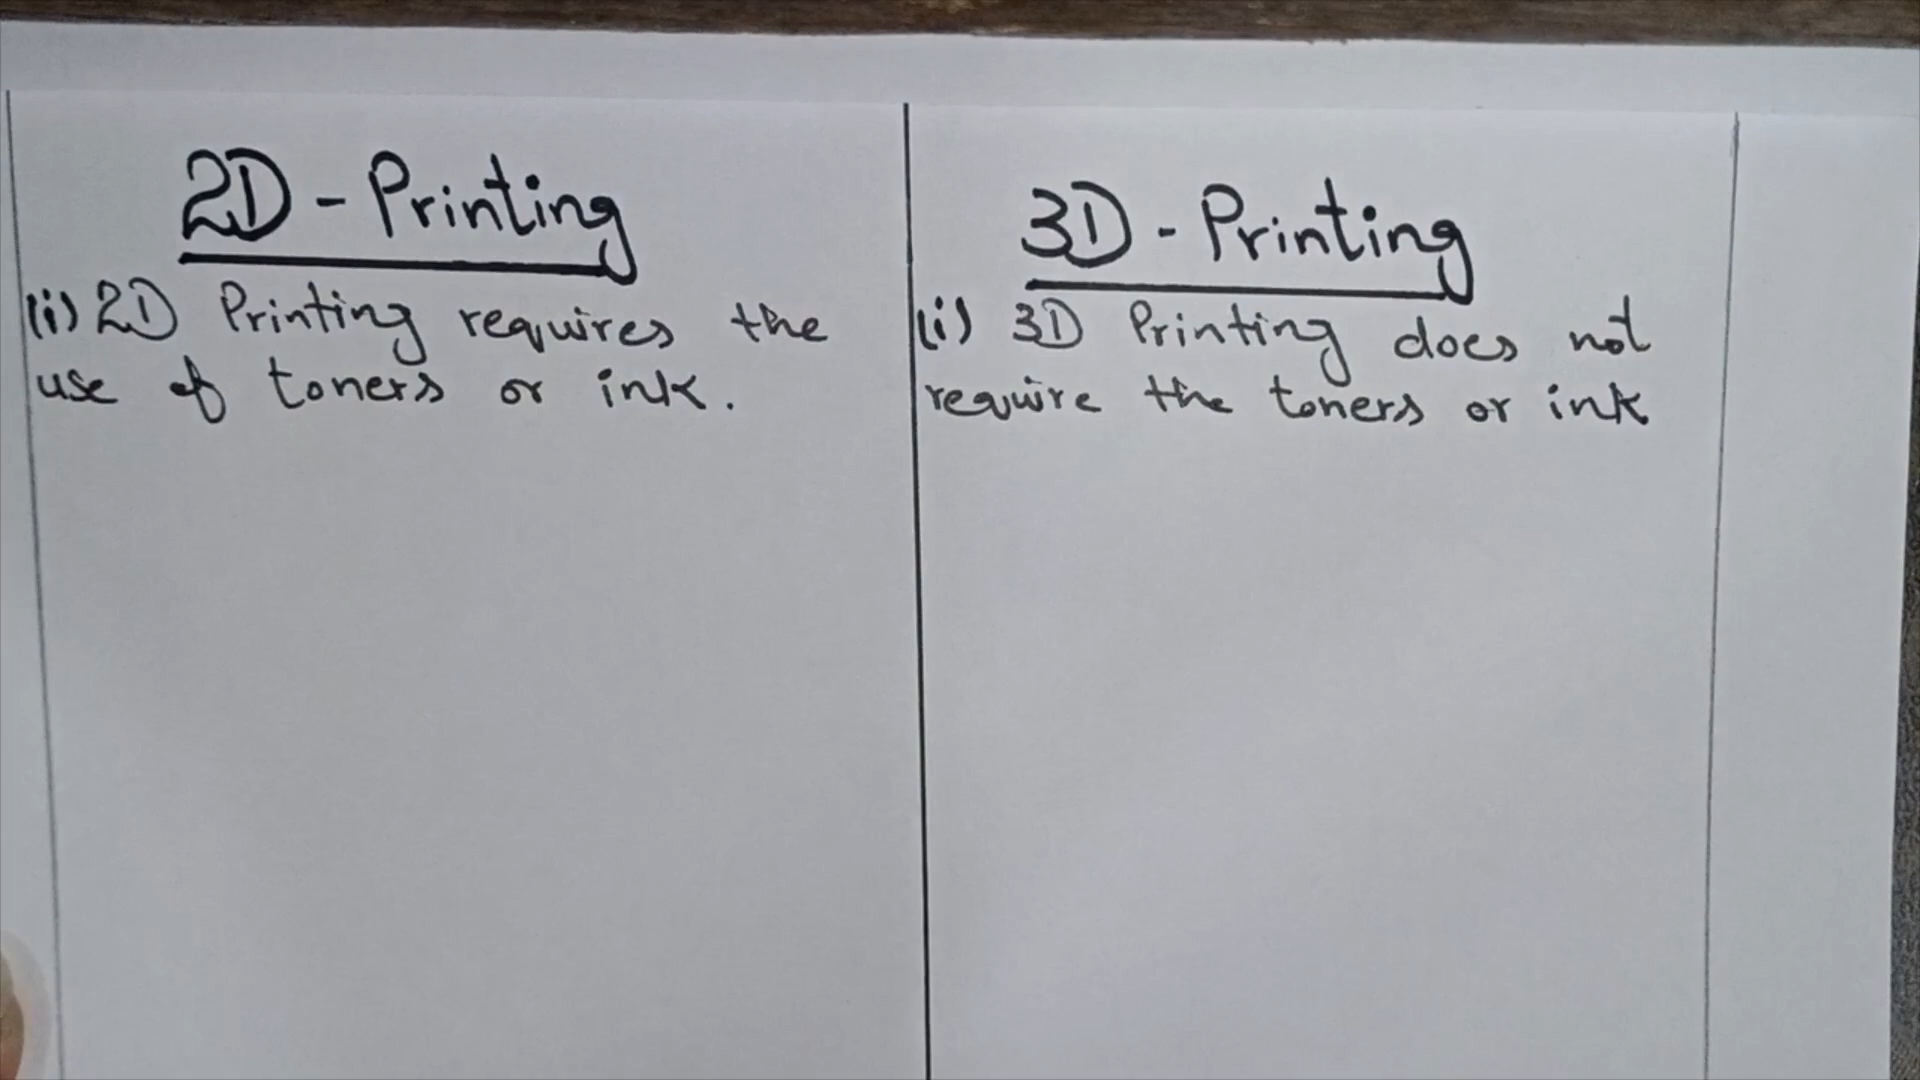 2D - Printing
(i) 2D Printing requires the
use of toners or ink.
3D - Printing
(i) 3D Printing does not
require the toners or ink